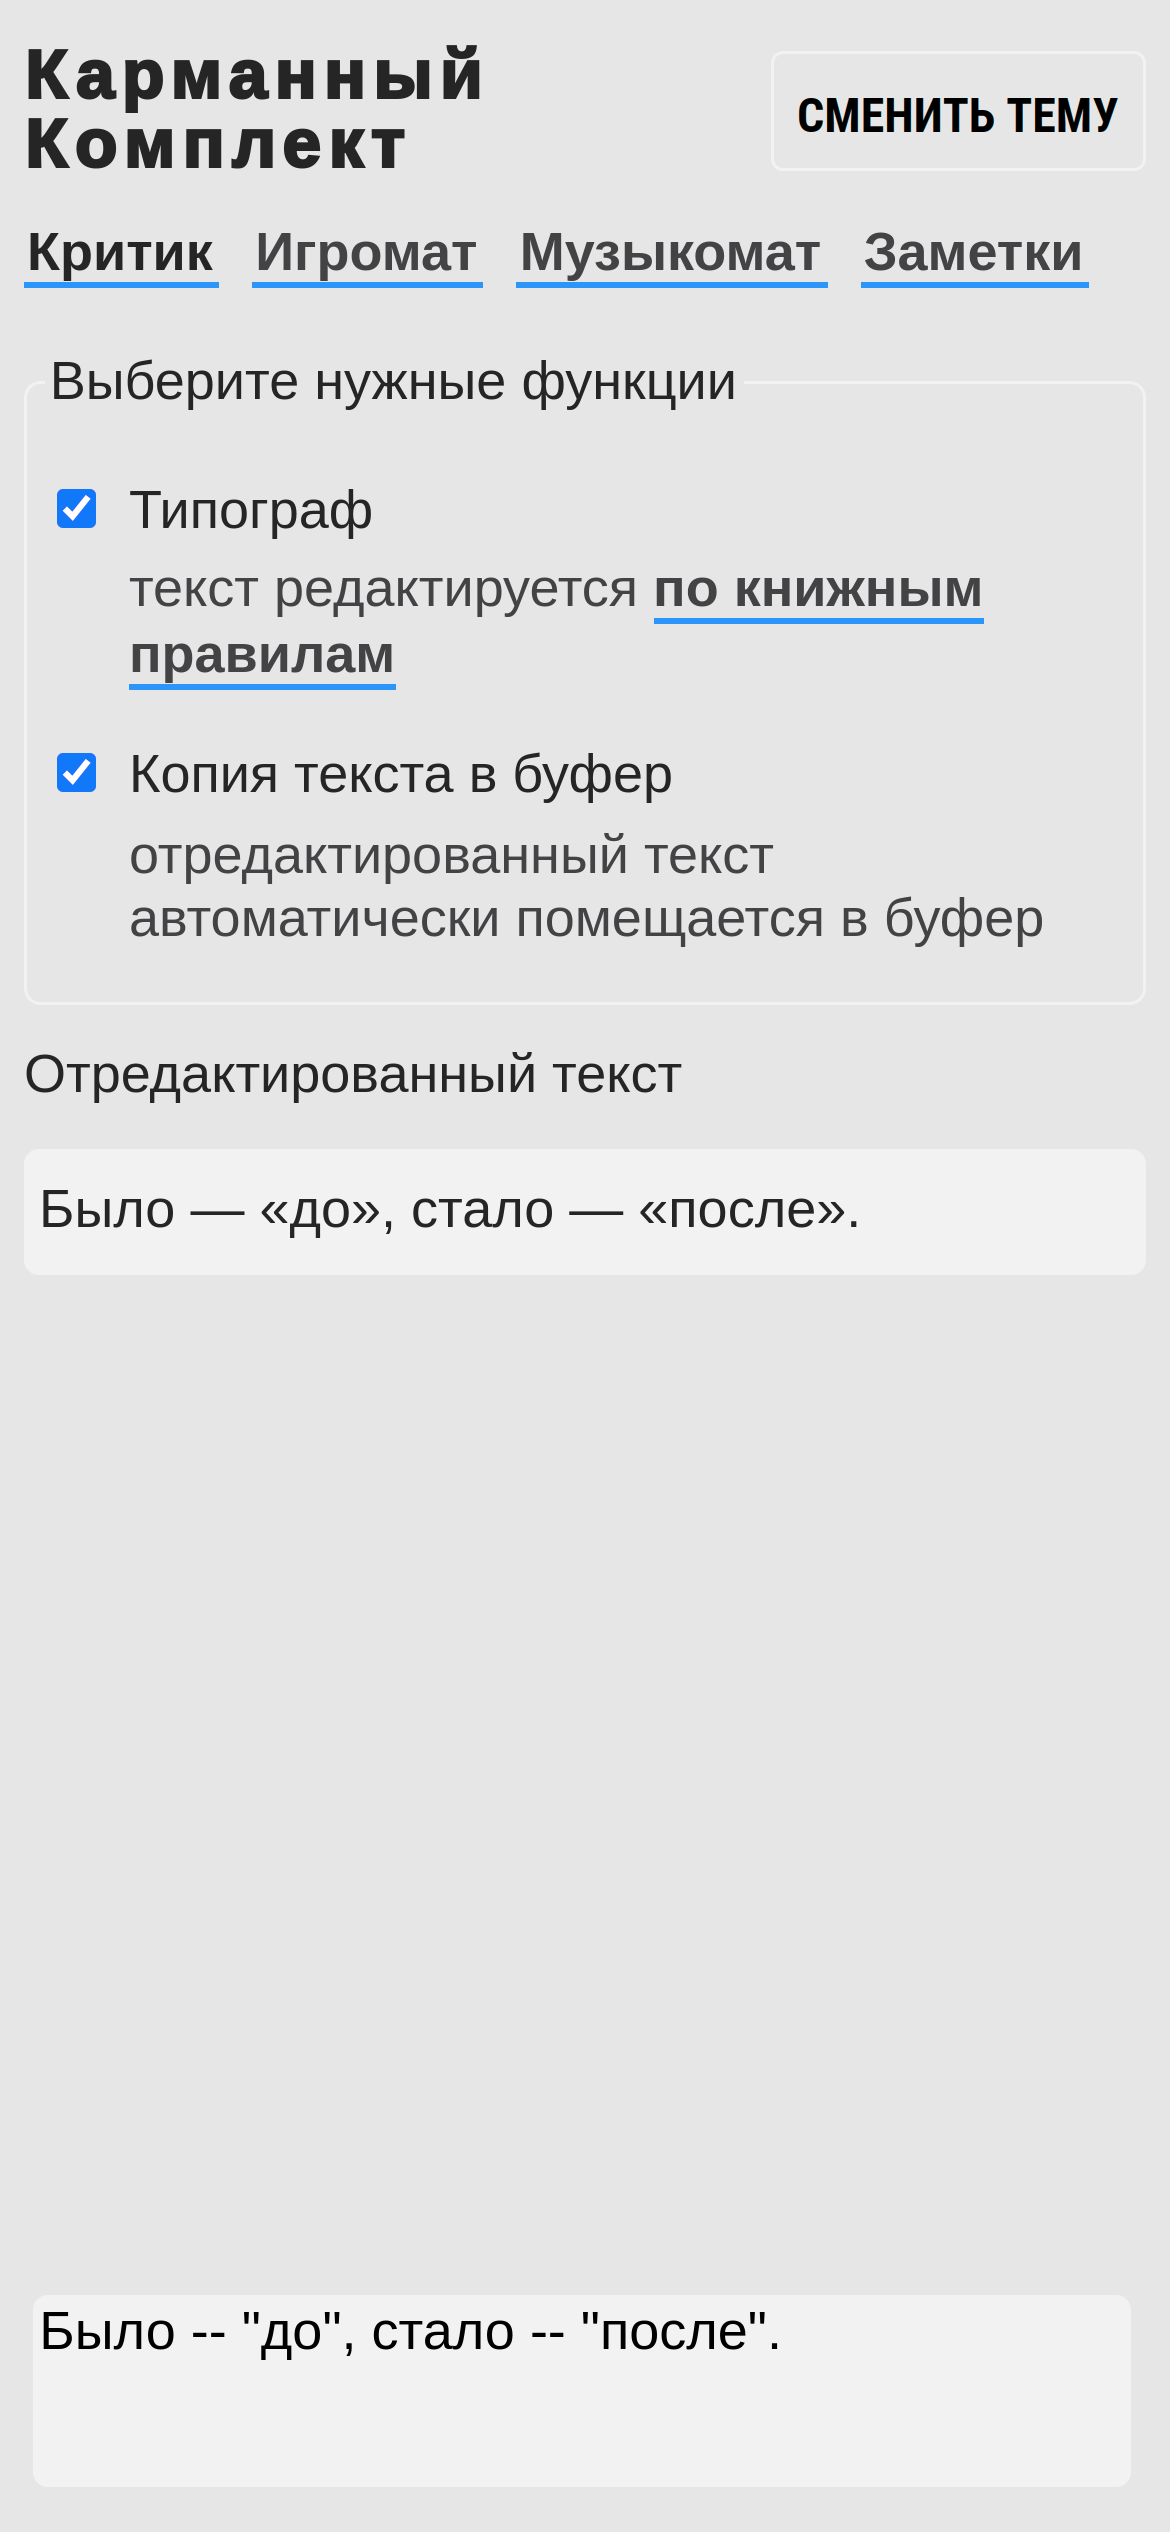 Карманный
Комплект
СМЕНИТЬ ТЕМУ
Критик Игромат Музыкомат Заметки
Выберите нужные функции
Типограф
текст редактируется по книжным
правилам
Копия текста в буфер
отредактированный текст
автоматически помещается в буфер
Отредактированный текст
Было — «до», стало — «после».
Было -- "до", стало -- "после".